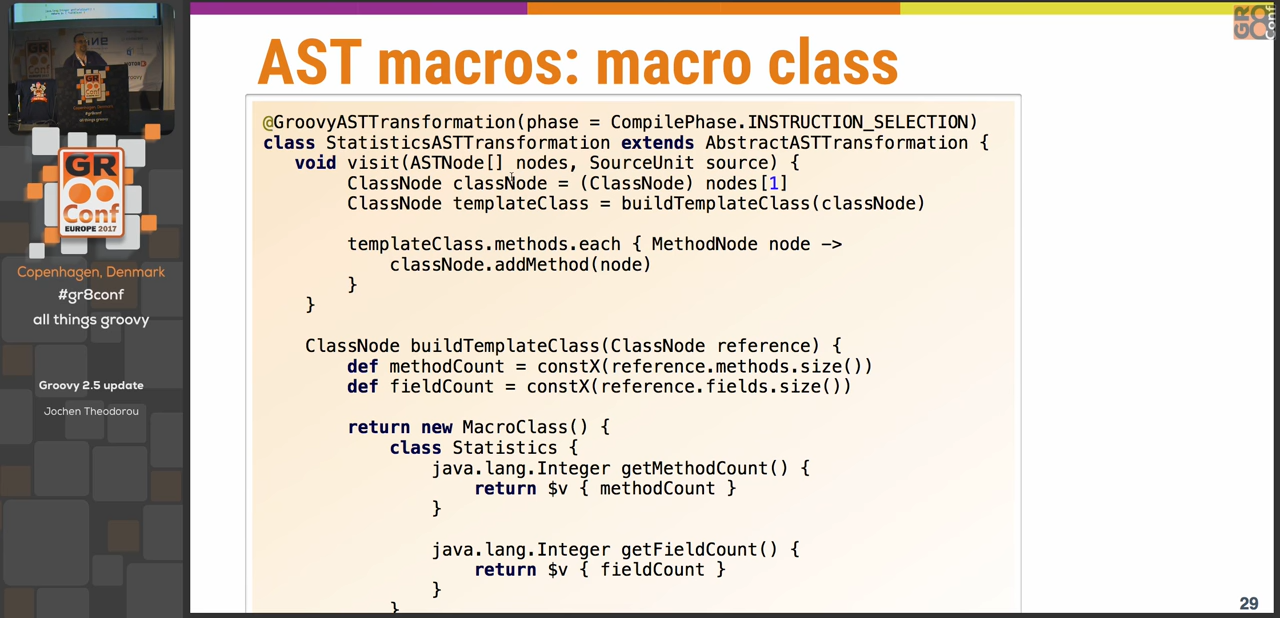 GR
Conf
EUROPE 2017
Copenhagen, Denmark
#gr8conf
all things groovy
Groovy 2.5 update
Jochen Theodorou
AST macros: macro class
@GroovyASTTransformation(phase = CompilePhase.INSTRUCTION_SELECTION)
class StatisticsASTTransformation extends AbstractASTTransformation {
void visit(ASTNode[] nodes, SourceUnit source) {
ClassNode classNode = (ClassNode) nodes[1]
ClassNode templateClass = buildTemplateClass(classNode)
templateClass.methods.each { MethodNode node ->
classNode.addMethod(node)
}
}
ClassNode buildTemplateClass(ClassNode reference) {
def methodCount = constX(reference.methods.size())
def fieldCount = constX(reference.fields.size())
return new MacroClass() {
class Statistics {
java.lang.Integer getMethodCount() {
return $v { methodCount }
}
java.lang.Integer getFieldCount() {
return $v { fieldCount }
}
}
29
GR
Conf